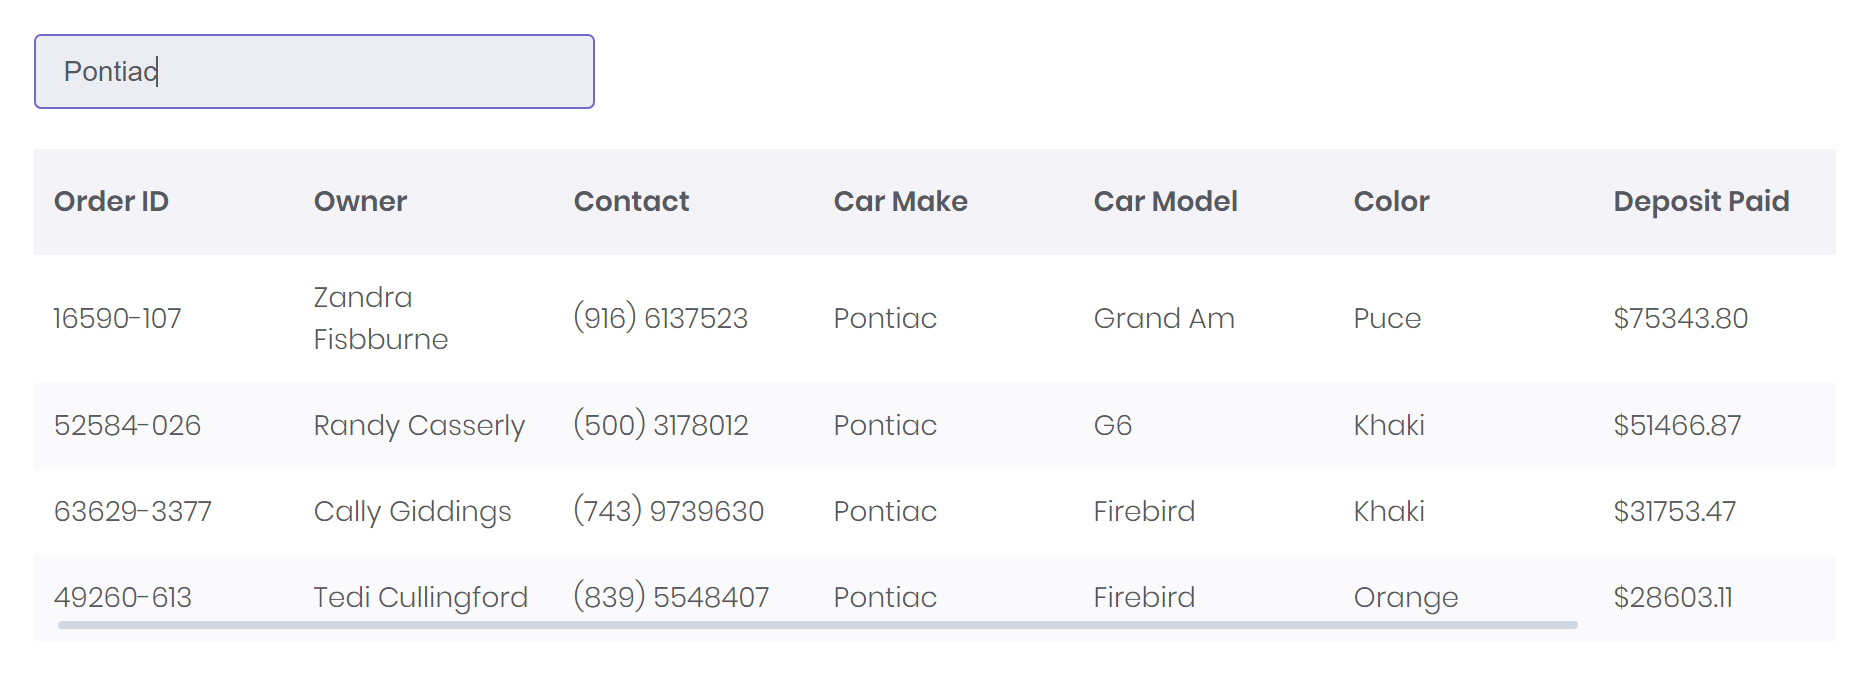 Pontiac
Order ID Owner Contact Car Make Car Model Color Deposit Paid
16590-107 Zandra Fisbburne (916) 6137523 Pontiac Grand Am Puce $75343.80
52584-026 Randy Casserly (500) 3178012 Pontiac G6 Khaki $51466.87
63629-3377 Cally Giddings (743) 9739630 Pontiac Firebird Khaki $31753.47
49260-613 Tedi Cullingford (839) 5548407 Pontiac Firebird Orange $28603.11